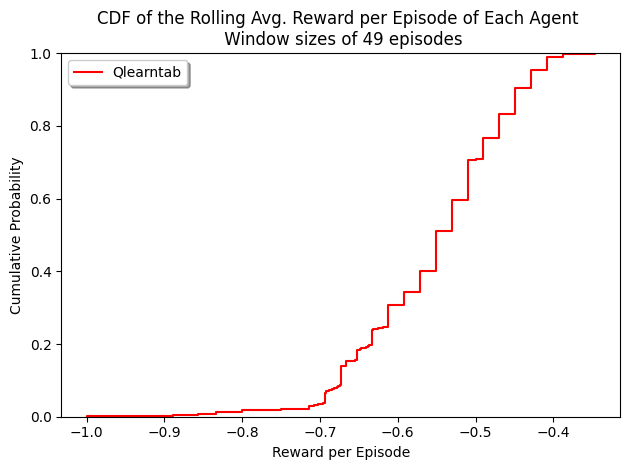 CDF of the Rolling Avg. Reward per Episode of Each Agent
Window sizes of 49 episodes
Qlearntab
1.0
0.8
0.6
0.4
0.2
0.0
Cumulative Probability
−1.0 −0.9 −0.8 −0.7 −0.6 −0.5 −0.4
Reward per Episode